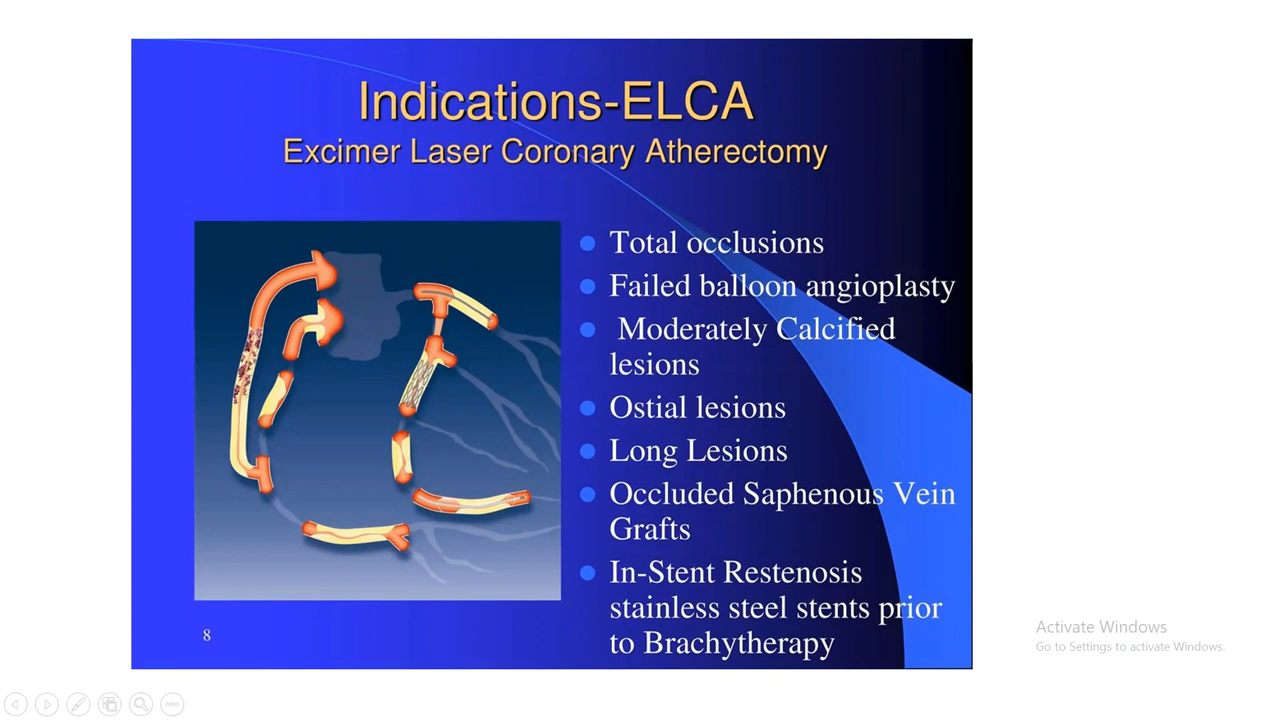 Indications-ELCA
Excimer Laser Coronary Atherectomy
Total occlusions
Failed balloon angioplasty
Moderately Calcified
lesions
Ostial lesions
Long Lesions
Occluded Saphenous Vein
Grafts
In-Stent Restenosis
stainless steel stents prior
to Brachytherapy
8
Activate Windows
Go to Settings to activate Windows.